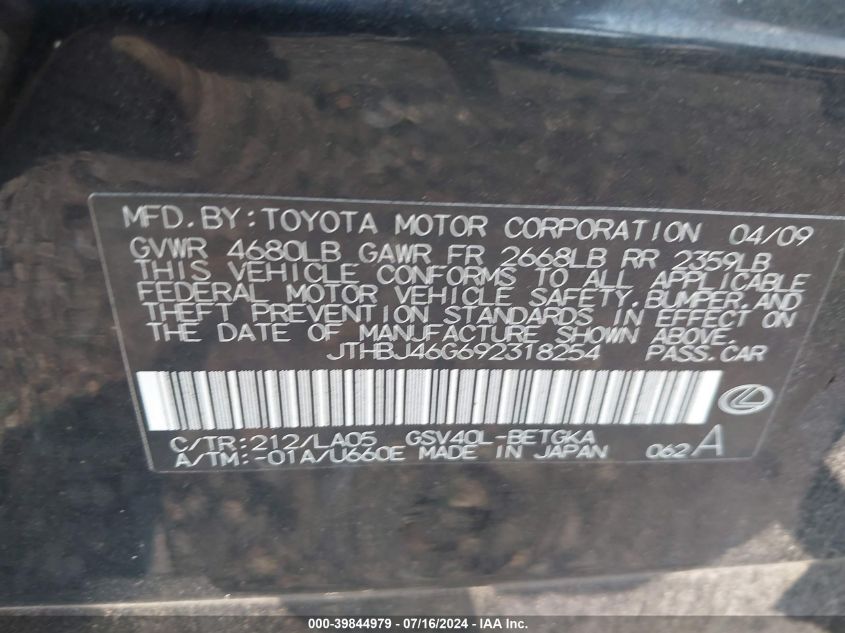 MFD. BY: TOYOTA MOTOR CORPORATION 04/09
GVWR 4680LB GAWR FR 2668LB RR 2359LB
THIS VEHICLE CONFORMS TO ALL APPLICABLE
FEDERAL MOTOR VEHICLE SAFETY, BUMPER, AND
THEFT PREVENTION STANDARDS IN EFFECT ON
THE DATE OF MANUFACTURE SHOWN ABOVE.
JTHBJ46G692318254 PASS. CAR
C/TR: 212/LA05 GSV40L-BETGKA
A/TM: -01A/U660E MADE IN JAPAN 062 A
000-39844979 - 07/16/2024 - IAA Inc.